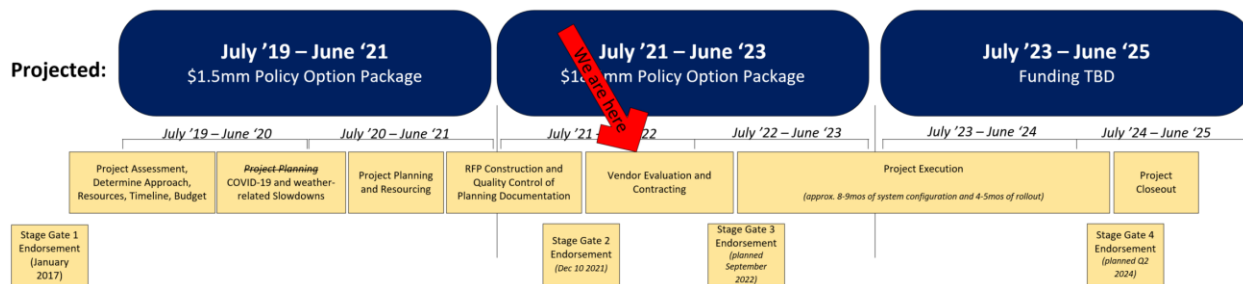 Projected:
July ’19 – June ‘21
$1.5mm Policy Option Package
July ’21 – June ‘23
Policy Option Package
July ’23 – June ‘25
Funding TBD
We are here
July ’19 – June ‘20
July ’20 – June ‘21
July ’21 –
July ’22 – June ‘23
July ’23 – June ‘24
July ’24 – June ‘25
Project Assessment,
Determine Approach,
Resources, Timeline, Budget
Project Planning
COVID-19 and weather-
related Slowdowns
Project Planning
and Resourcing
RFP Construction and
Quality Control of
Planning Documentation
Vendor Evaluation and
Contracting
Project Execution
(approx. 8-9mos of system configuration and 4-5mos of rollout)
Project
Closeout
Stage Gate 1
Endorsement
(January
2017)
Stage Gate 2
Endorsement
(Dec 10 2021)
Stage Gate 3
Endorsement
(planned
September
2022)
Stage Gate 4
Endorsement
(planned Q2
2024)